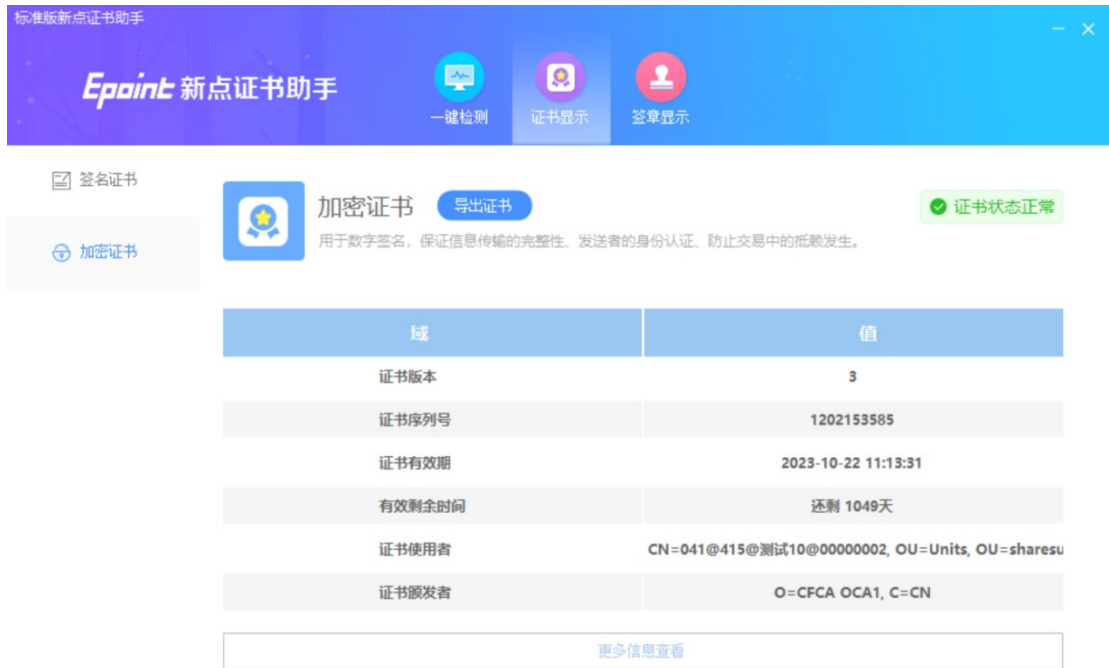 标准版新点证书助手
Epoint 新点证书助手
一键检测 证书显示 签章显示
签名证书
加密证书
加密证书 导出证书
证书状态正常
用于数字签名，保证信息传输的完整性、发送者的身份认证、防止交易中的抵赖发生。
域 值
证书版本 3
证书序列号 1202153585
证书有效期 2023-10-22 11:13:31
有效剩余时间 还剩 1049天
证书使用者 CN=041@415@测试10@00000002, OU=Units, OU=sharesu
证书颁发者 O=CFCA OCA1, C=CN
更多信息查看